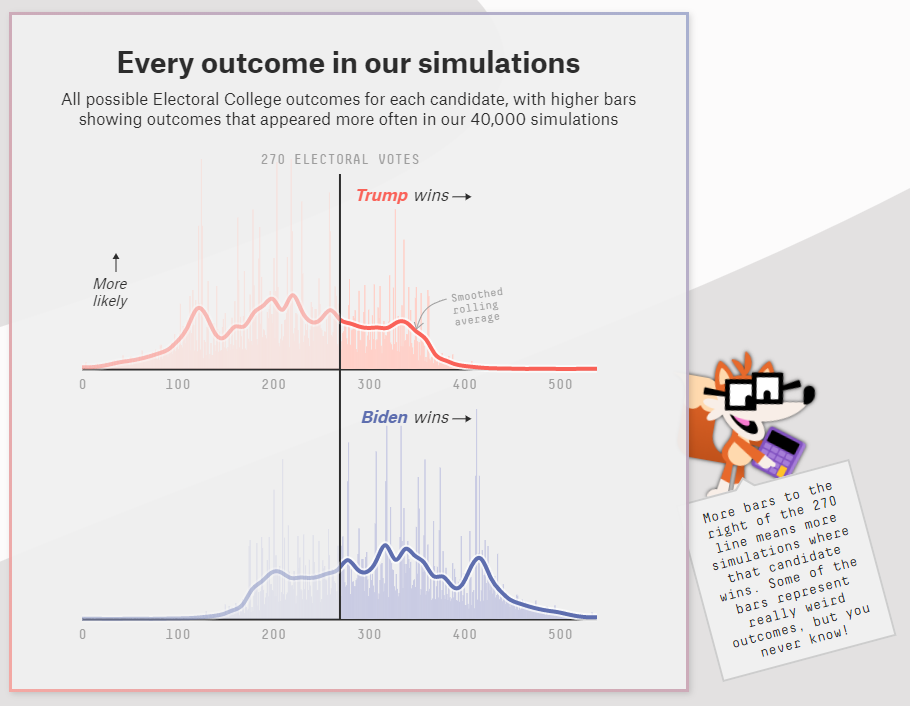 Every outcome in our simulations
All possible Electoral College outcomes for each candidate, with higher bars
showing outcomes that appeared more often in our 40,000 simulations
270 ELECTORAL VOTES
Trump wins→
↑
More
likely
Smoothed
rolling
average
0 100 200 300 400 500
Biden wins→
0 100 200 300 400 500
More bars to the
right of the 270
line means more
simulations where
that candidate
wins. Some of the
bars represent
really weird
outcomes, but you
never know!